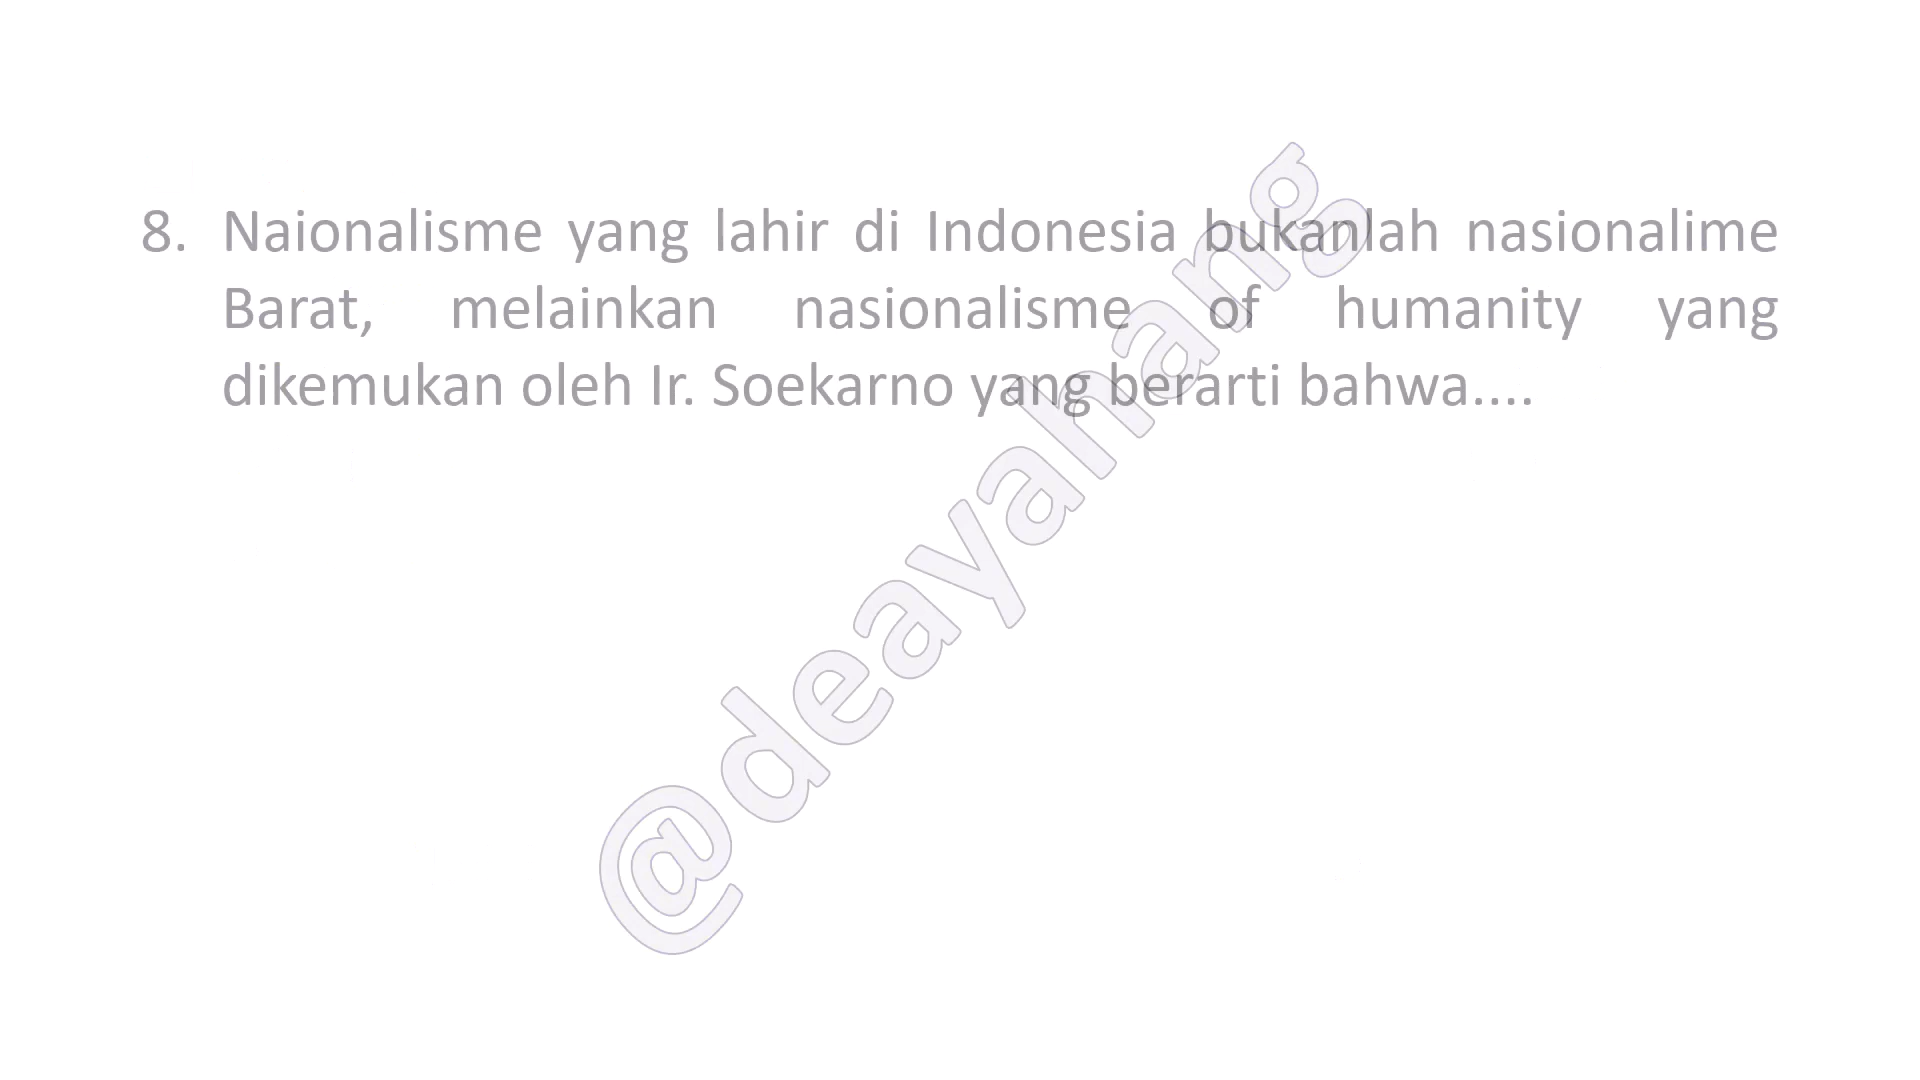 8. Naionalisme yang lahir di Indonesia bukanlah nasionalime
Barat, melainkan nasionalisme of humanity yang
dikemukan oleh Ir. Soekarno yang berarti bahwa....
@deayahang